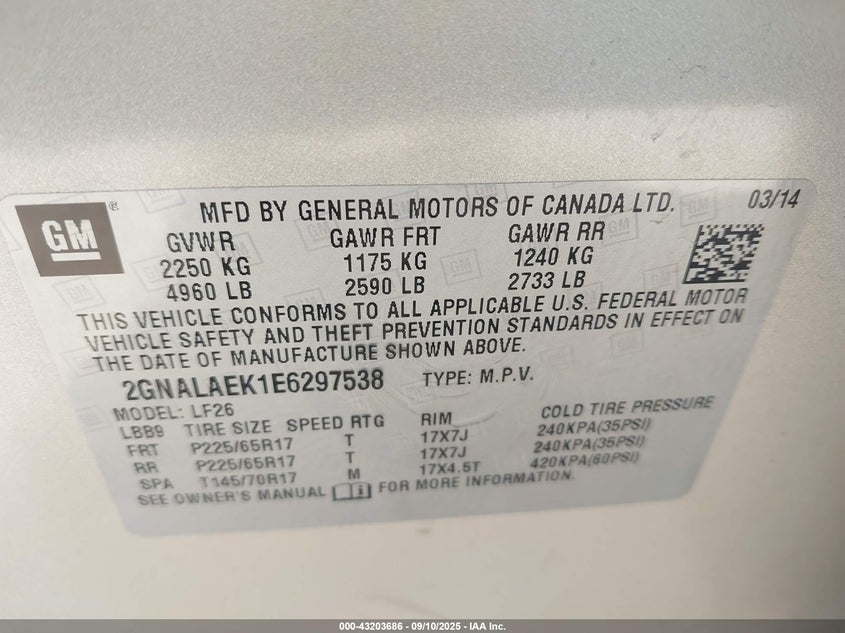 GM ®
MFD BY GENERAL MOTORS OF CANADA LTD. 03/14
GVWR GAWR FRT GAWR RR
2250 KG 1175 KG 1240 KG
4960 LB 2590 LB 2733 LB
THIS VEHICLE CONFORMS TO ALL APPLICABLE U.S. FEDERAL MOTOR
VEHICLE SAFETY AND THEFT PREVENTION STANDARDS IN EFFECT ON
THE DATE OF MANUFACTURE SHOWN ABOVE.
2GNALAEK1E6297538 TYPE: M.P.V.
MODEL: LF26
LBB9 TIRE SIZE SPEED RTG RIM COLD TIRE PRESSURE
FRT P225/65R17 T 17X7J 240KPA(35PSI)
RR P225/65R17 T 17X7J 240KPA(35PSI)
SPA T145/70R17 M 17X4.5T 420KPA(60PSI)
SEE OWNER'S MANUAL FOR MORE INFORMATION.
000-43203686 - 09/10/2025 - IAA Inc.